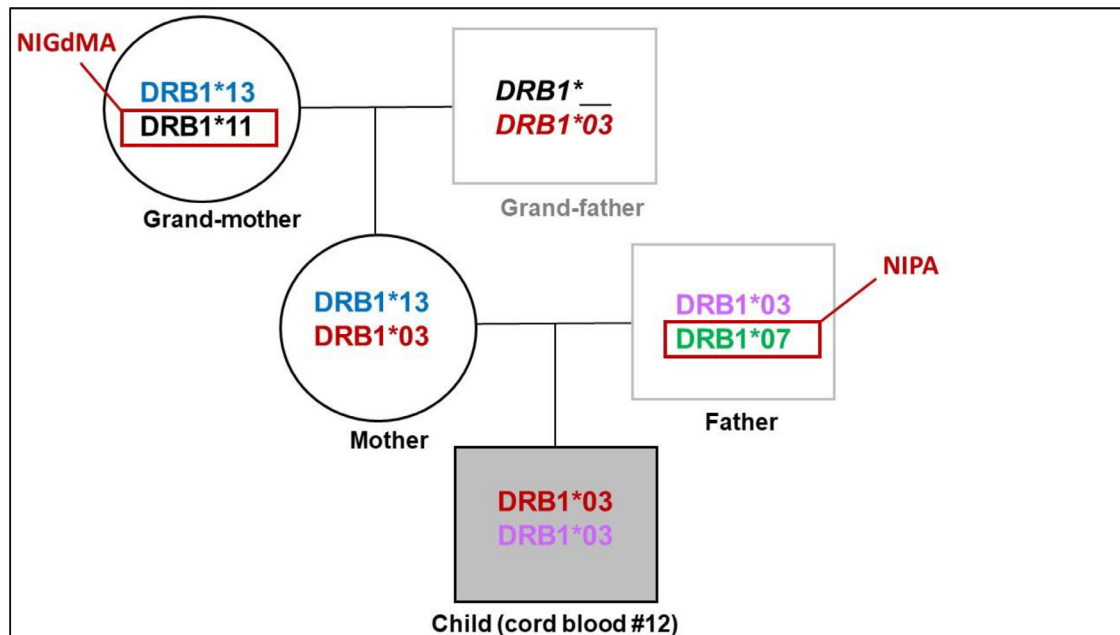 NIGdMA
DRB1*13
DRB1*11
Grand-mother
DRB1*__
DRB1*03
Grand-father
DRB1*13
DRB1*03
Mother
NIPA
DRB1*03
DRB1*07
Father
DRB1*03
DRB1*03
Child (cord blood #12)